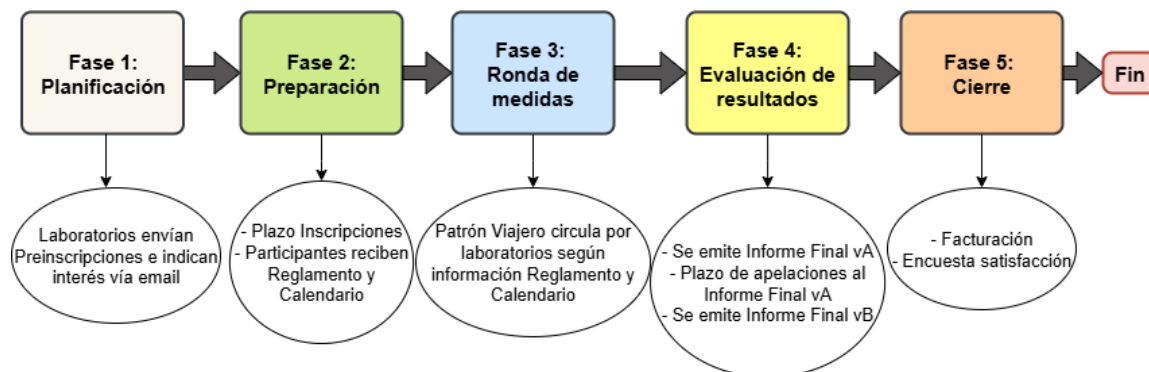 Fase 1:
Planificación
Fase 2:
Preparación
Fase 3:
Ronda de
medidas
Fase 4:
Evaluación de
resultados
Fase 5:
Cierre
Fin
Laboratorios envían
Preinscripciones e indican
interés vía email
- Plazo Inscripciones
- Participantes reciben
Reglamento y
Calendario
Patrón Viajero circula por
laboratorios según
información Reglamento y
Calendario
- Se emite Informe Final vA
- Plazo de apelaciones al
Informe Final vA
- Se emite Informe Final vB
- Facturación
- Encuesta satisfacción